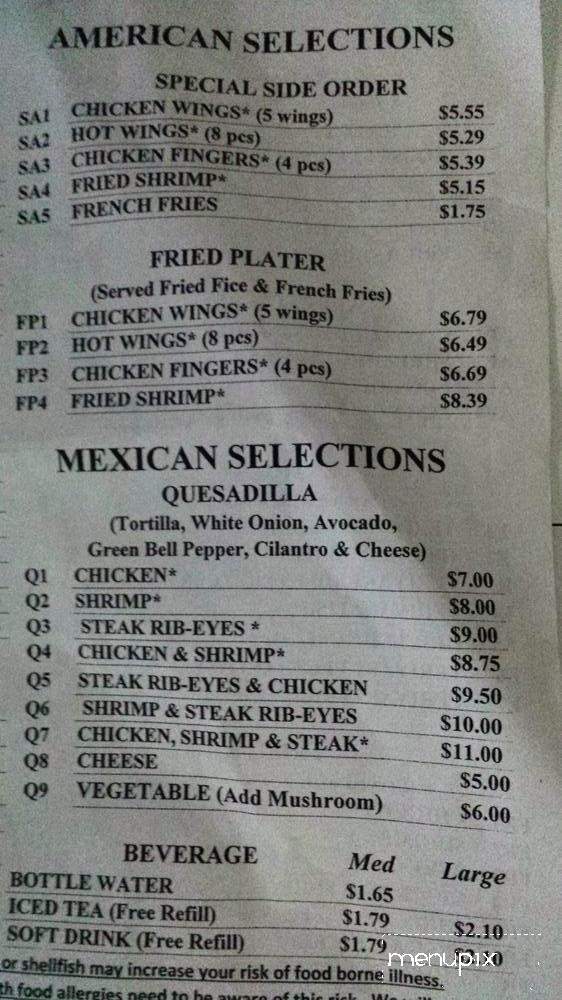 AMERICAN SELECTIONS
SPECIAL SIDE ORDER
SA1 CHICKEN WINGS* (5 wings) $5.55
SA2 HOT WINGS* (8 pcs) $5.29
SA3 CHICKEN FINGERS* (4 pcs) $5.39
SA4 FRIED SHRIMP* $5.15
SA5 FRENCH FRIES $1.75
FRIED PLATER
(Served Fried Fice & French Fries)
FP1 CHICKEN WINGS* (5 wings) $6.79
FP2 HOT WINGS* (8 pcs) $6.49
FP3 CHICKEN FINGERS* (4 pcs) $6.69
FP4 FRIED SHRIMP* $8.39
MEXICAN SELECTIONS
QUESADILLA
(Tortilla, White Onion, Avocado,
Green Bell Pepper, Cilantro & Cheese)
Q1 CHICKEN* $7.00
Q2 SHRIMP* $8.00
Q3 STEAK RIB-EYES * $9.00
Q4 CHICKEN & SHRIMP* $8.75
Q5 STEAK RIB-EYES & CHICKEN $9.50
Q6 SHRIMP & STEAK RIB-EYES $10.00
Q7 CHICKEN, SHRIMP & STEAK* $11.00
Q8 CHEESE $5.00
Q9 VEGETABLE (Add Mushroom) $6.00
BEVERAGE Med Large
BOTTLE WATER $1.65
ICED TEA (Free Refill) $1.79 $2.10
SOFT DRINK (Free Refill) $1.79
menupix
or shellfish may increase your risk of food borne illness.
food allergies need to be aware of this risk.